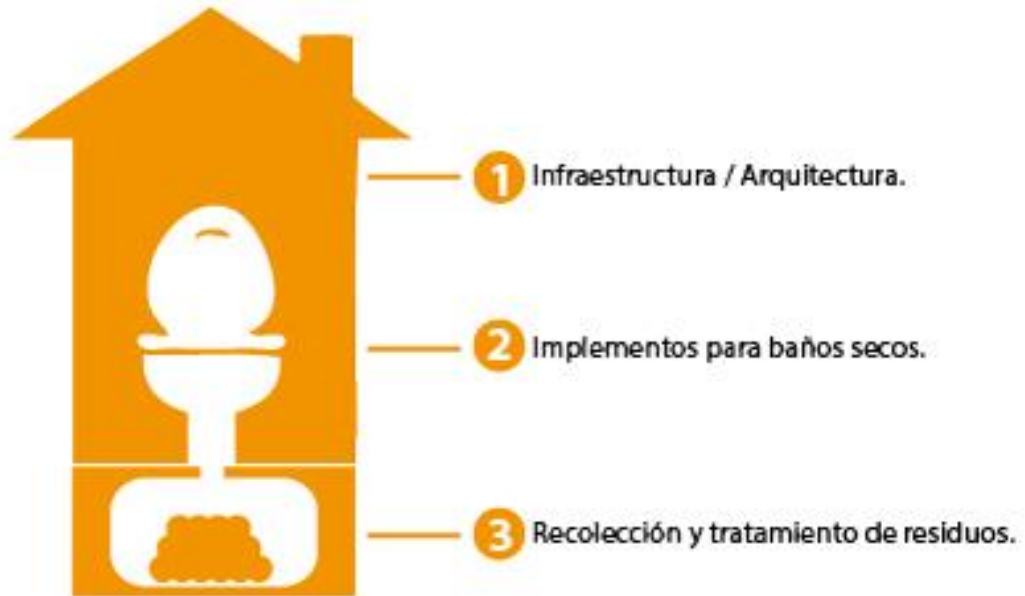 1 Infraestructura / Arquitectura.
2 Implementos para baños secos.
3 Recolección y tratamiento de residuos.